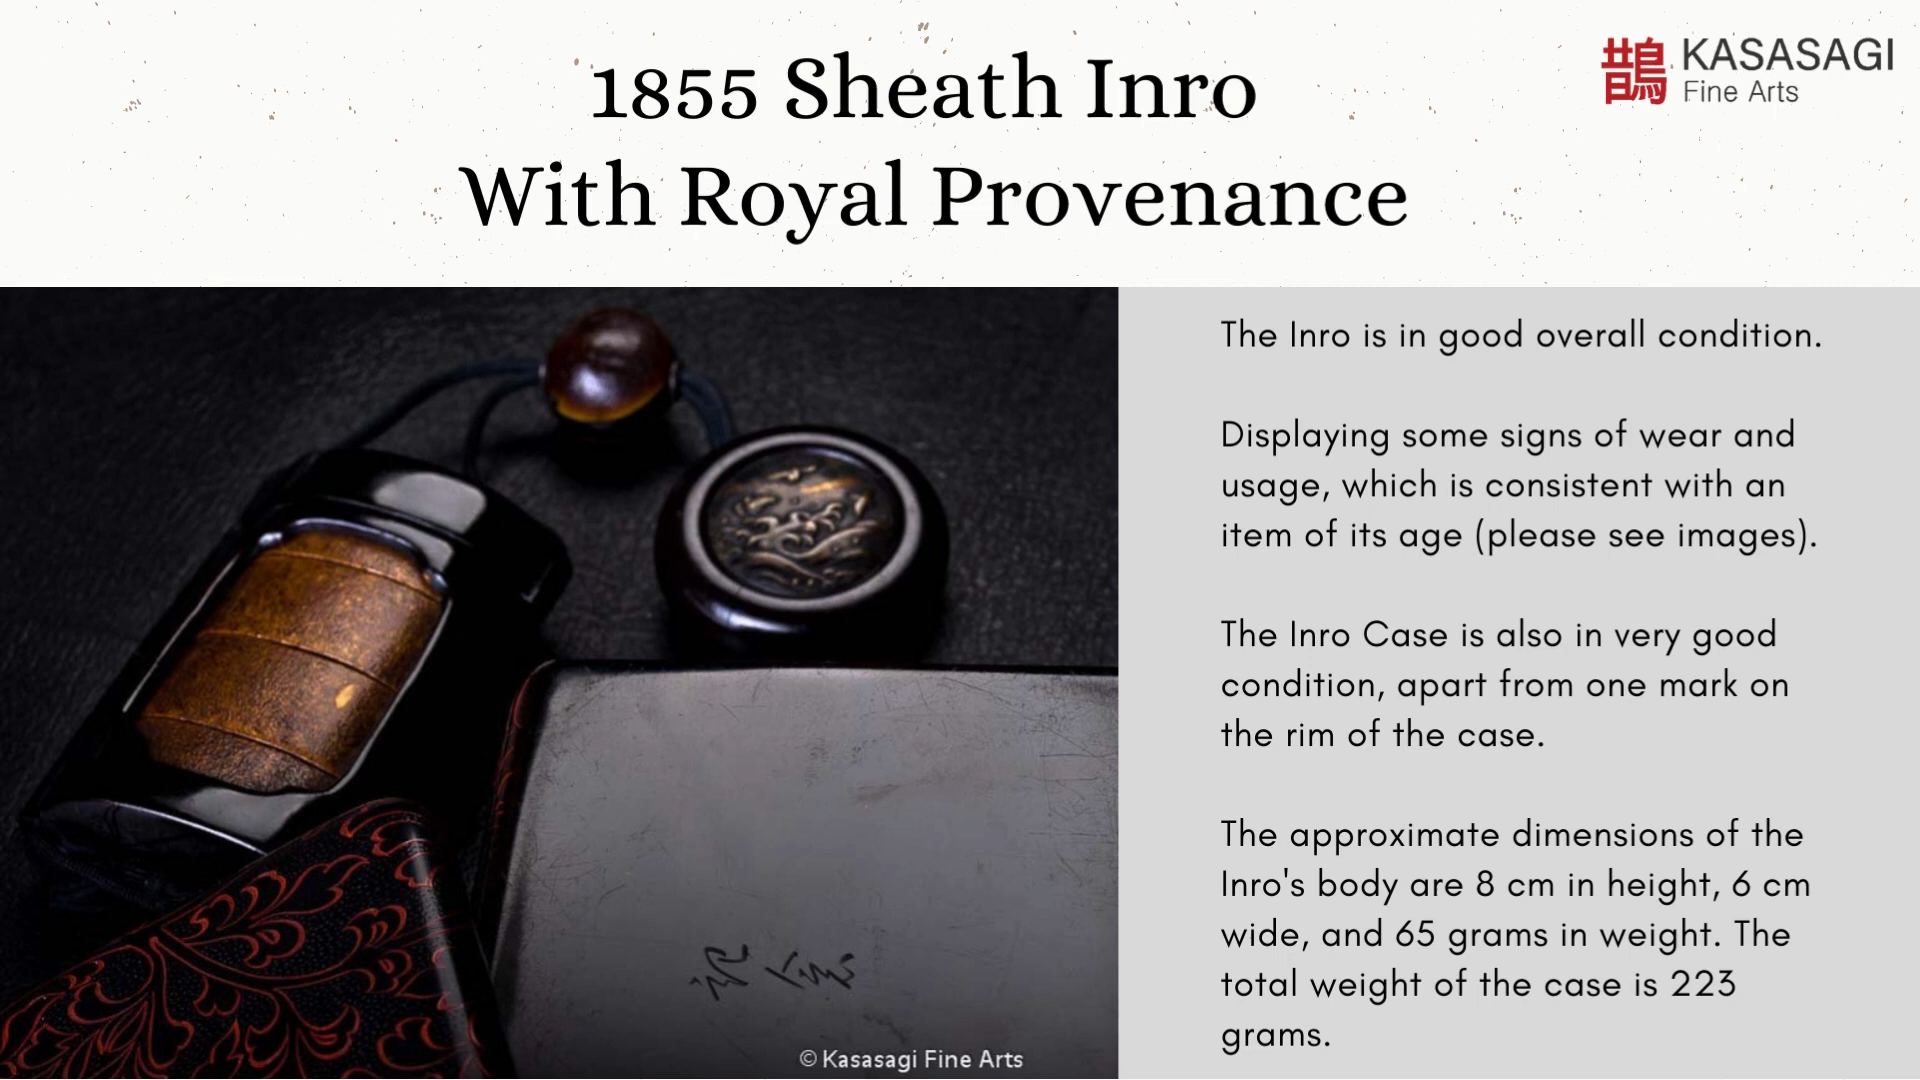 1855 Sheath Inro
With Royal Provenance
鵲 KASASAGI
Fine Arts
The Inro is in good overall condition.
Displaying some signs of wear and
usage, which is consistent with an
item of its age (please see images).
The Inro Case is also in very good
condition, apart from one mark on
the rim of the case.
The approximate dimensions of the
Inro's body are 8 cm in height, 6 cm
wide, and 65 grams in weight. The
total weight of the case is 223
grams.
© Kasasagi Fine Arts